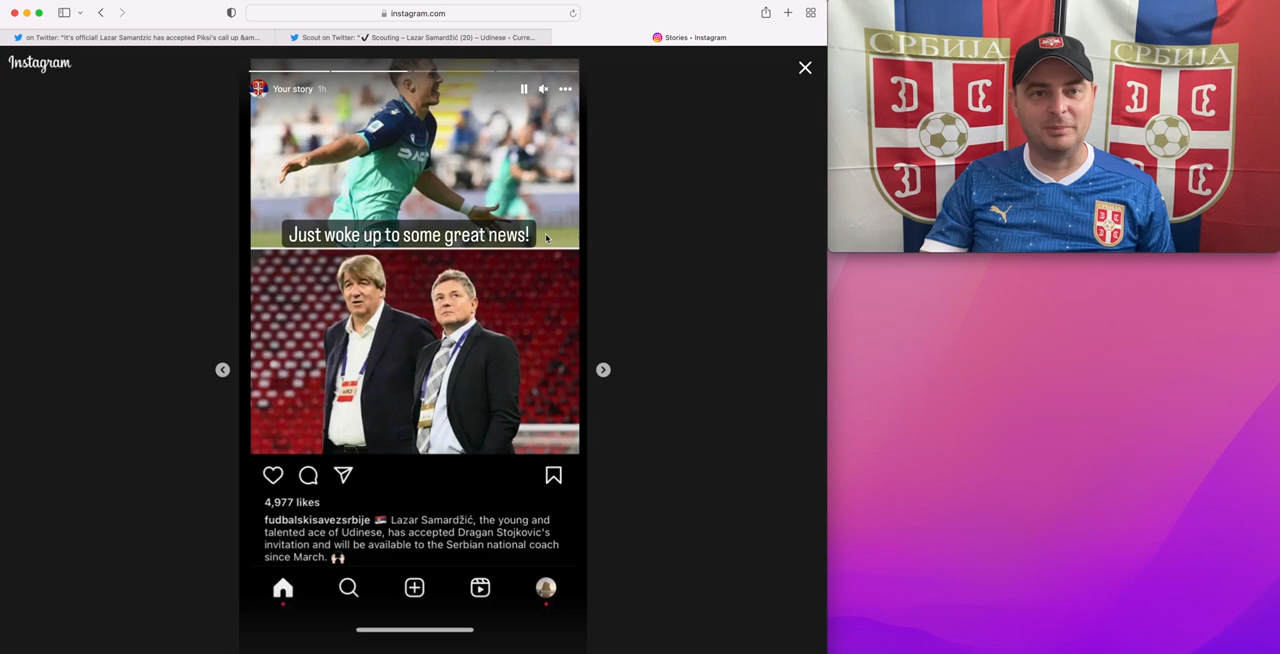 instagram.com
on Twitter: "It's official! Lazar Samardzic has accepted Piksi's call up &am...
Scout on Twitter: "✔️ Scouting – Lazar Samardžić (20) – Udinese • Curre...
Stories • Instagram
Instagram
Your story 1h
Just woke up to some great news!
4,977 likes
fudbalskisavezsrbije 🇷🇸 Lazar Samardžić, the young and
talented ace of Udinese, has accepted Dragan Stojkovic's
invitation and will be available to the Serbian national coach
since March. 🙌🏻
СРБИЈА
СРБИЈА
СРБИЈА